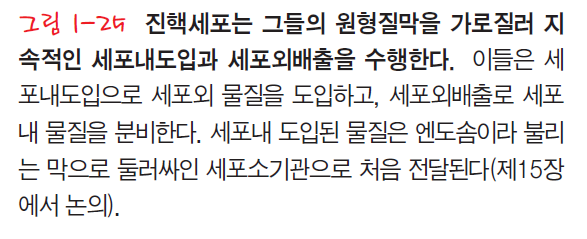 그림 1-25 진핵세포는 그들의 원형질막을 가로질러 지
속적인 세포내도입과 세포외배출을 수행한다. 이들은 세
포내도입으로 세포외 물질을 도입하고, 세포외배출로 세포
내 물질을 분비한다. 세포내 도입된 물질은 엔도솜이라 불리
는 막으로 둘러싸인 세포소기관으로 처음 전달된다(제15장
에서 논의).